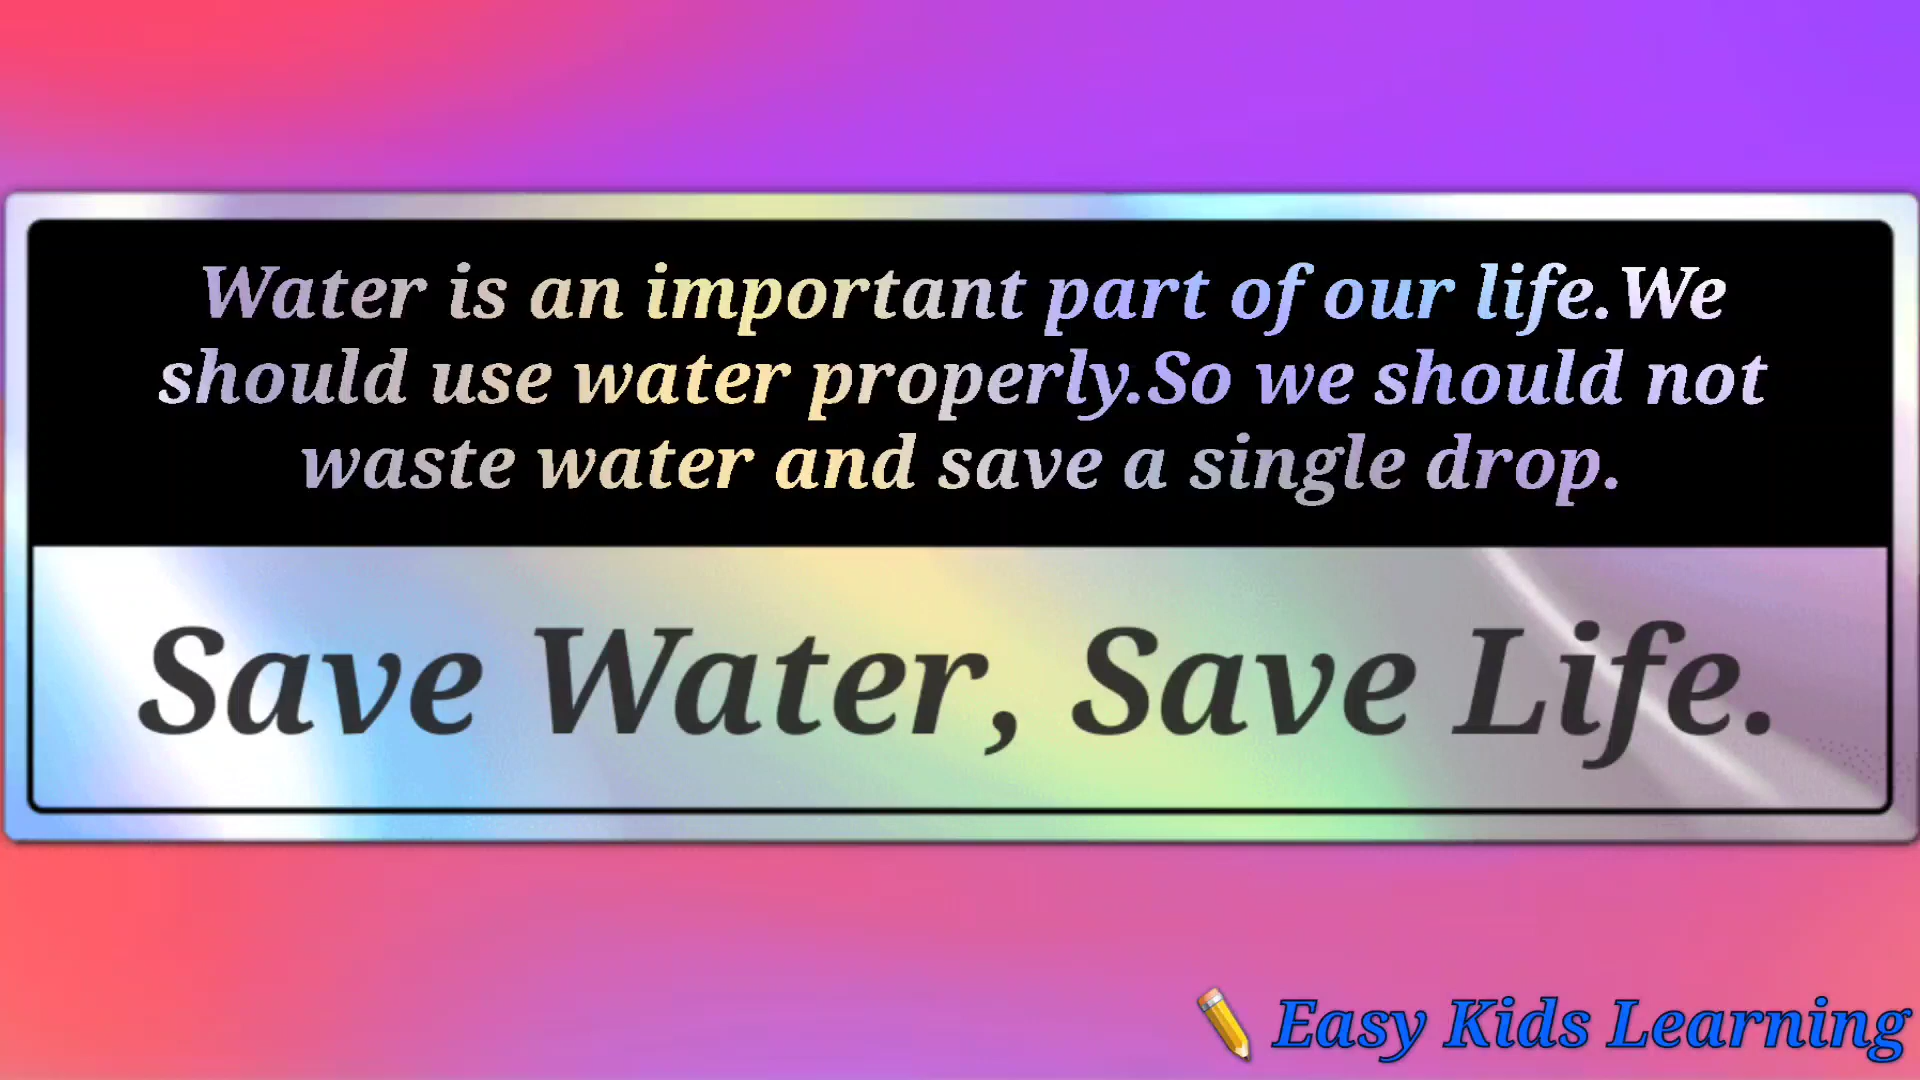 Water is an important part of our life.We
should use water properly.So we should not
waste water and save a single drop.
Save Water, Save Life.
Easy Kids Learning